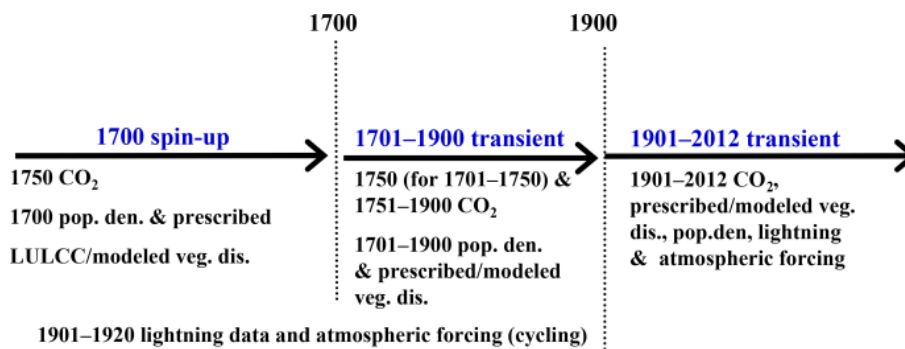 1700
1900
1700 spin-up
1701–1900 transient
1901–2012 transient
1750 CO₂
1700 pop. den. & prescribed
LULCC/modeled veg. dis.
1750 (for 1701–1750) &
1751–1900 CO₂
1701–1900 pop. den.
& prescribed/modeled
veg. dis.
1901–2012 CO₂,
prescribed/modeled veg.
dis., pop.den, lightning
& atmospheric forcing
1901–1920 lightning data and atmospheric forcing (cycling)